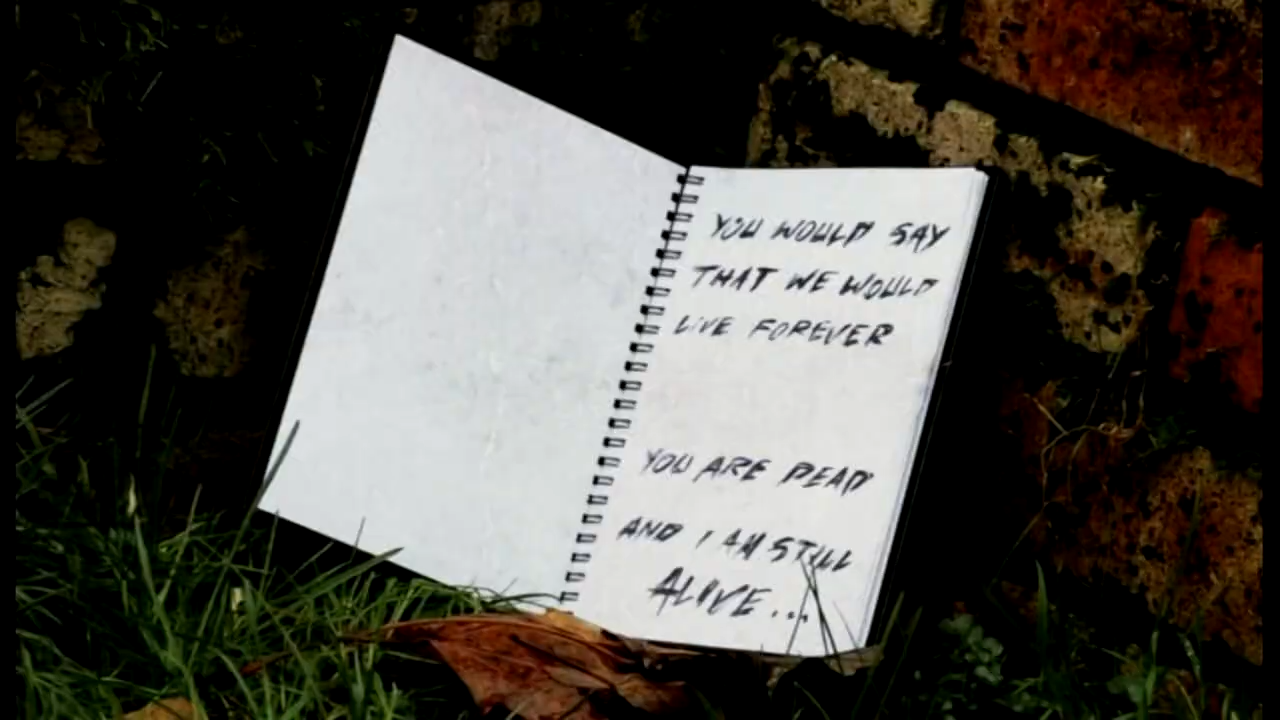 YOU WOULD SAY
THAT WE WOULD
LIVE FOREVER
YOU ARE DEAD
AND I AM STILL
ALIVE...